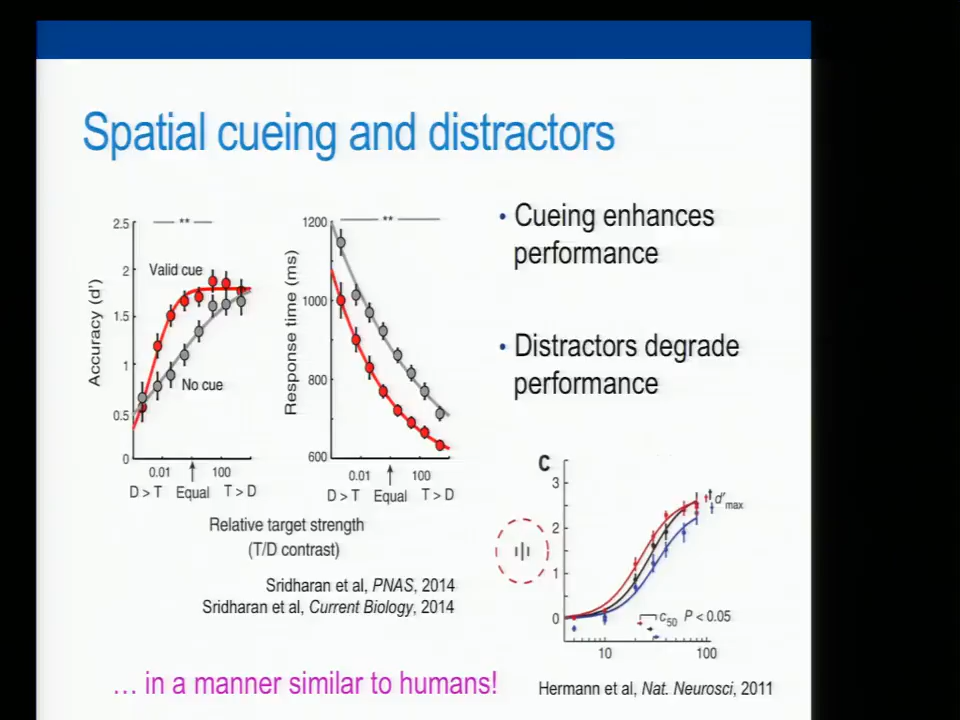 Spatial cueing and distractors
2.5
2
1.5
1
0.5
0
**
Valid cue
No cue
Accuracy (d')
0.01
100
D > T
Equal
T > D
1200
1000
800
600
**
Response time (ms)
0.01
100
D > T
Equal
T > D
Relative target strength
(T/D contrast)
Sridharan et al, PNAS, 2014
Sridharan et al, Current Biology, 2014
• Cueing enhances
performance
• Distractors degrade
performance
C
3
2
1
0
d'max
c50 P < 0.05
10
100
… in a manner similar to humans!
Hermann et al, Nat. Neurosci, 2011